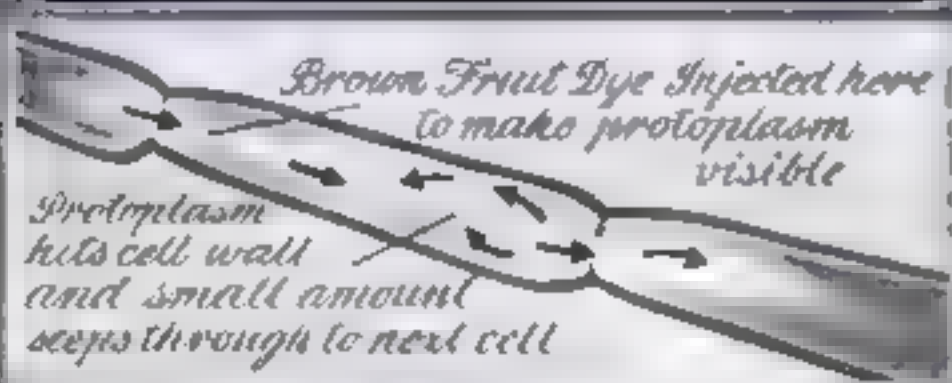 Brown Fruit Dye Injected here
to make protoplasm
visible
Protoplasm
hits cell wall
and small amount
seeps through to next cell